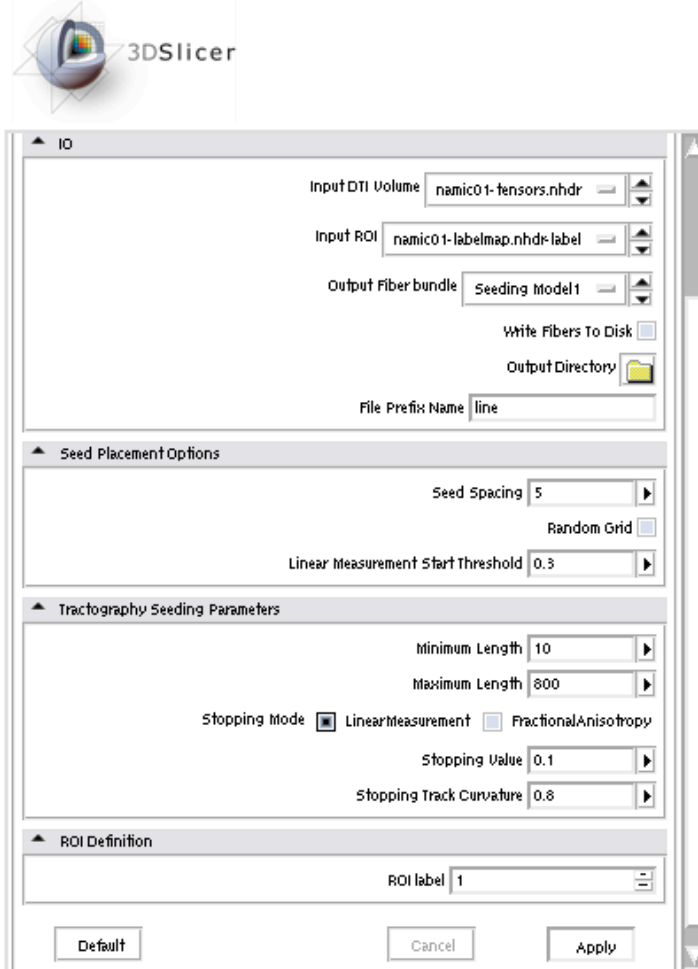 3DSlicer
IO
Input DTI Volume namic01-tensors.nhdr
Input ROI namic01-labelmap.nhdr-label
Output Fiber bundle Seeding Model1
Write Fibers To Disk
Output Directory
File Prefix Name line
Seed Placement Options
Seed Spacing 5
Random Grid
Linear Measurement Start Threshold 0.3
Tractography Seeding Parameters
Minimum Length 10
Maximum Length 800
Stopping Mode LinearMeasurement FractionalAnisotropy
Stopping Value 0.1
Stopping Track Curvature 0.8
ROI Definition
ROI label 1
Default Cancel Apply